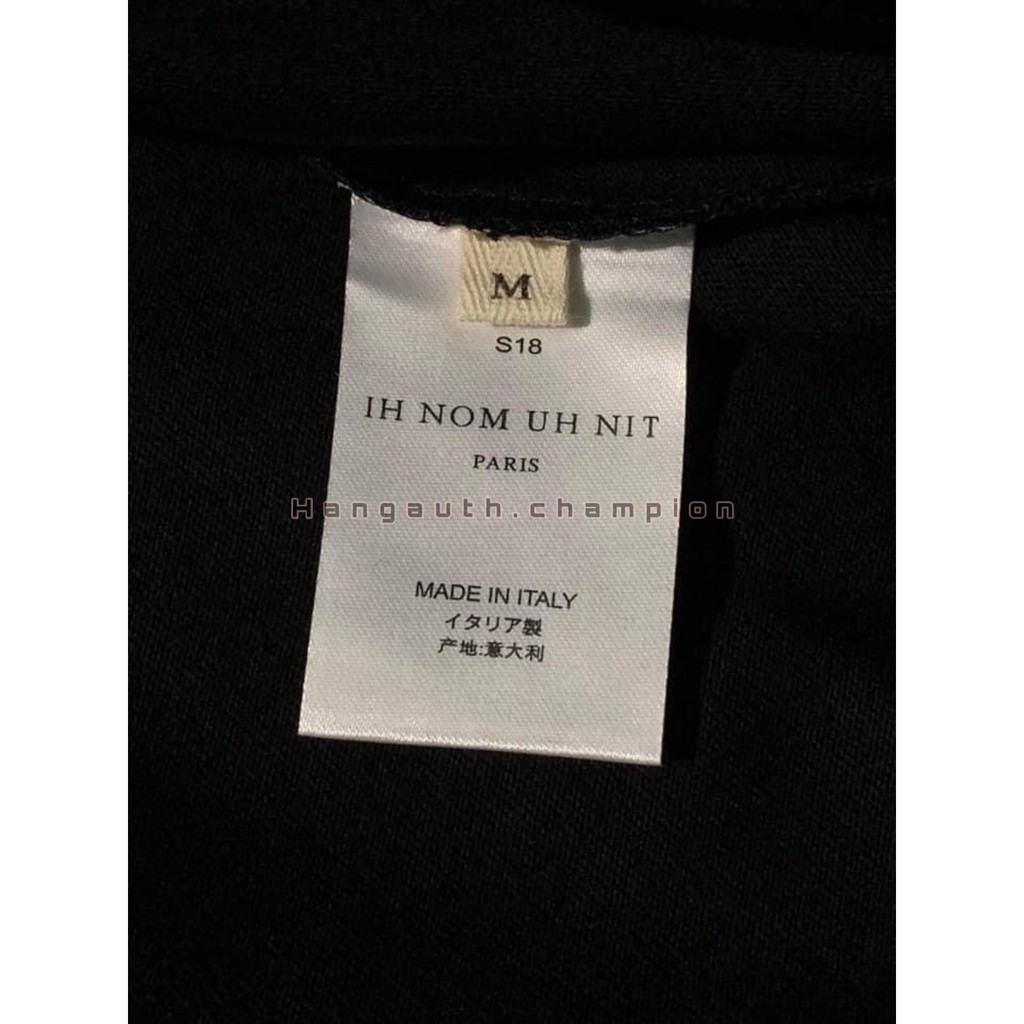 M
S18
IH NOM UH NIT
PARIS
Hangauth.champion
MADE IN ITALY
イタリア製
产地:意大利